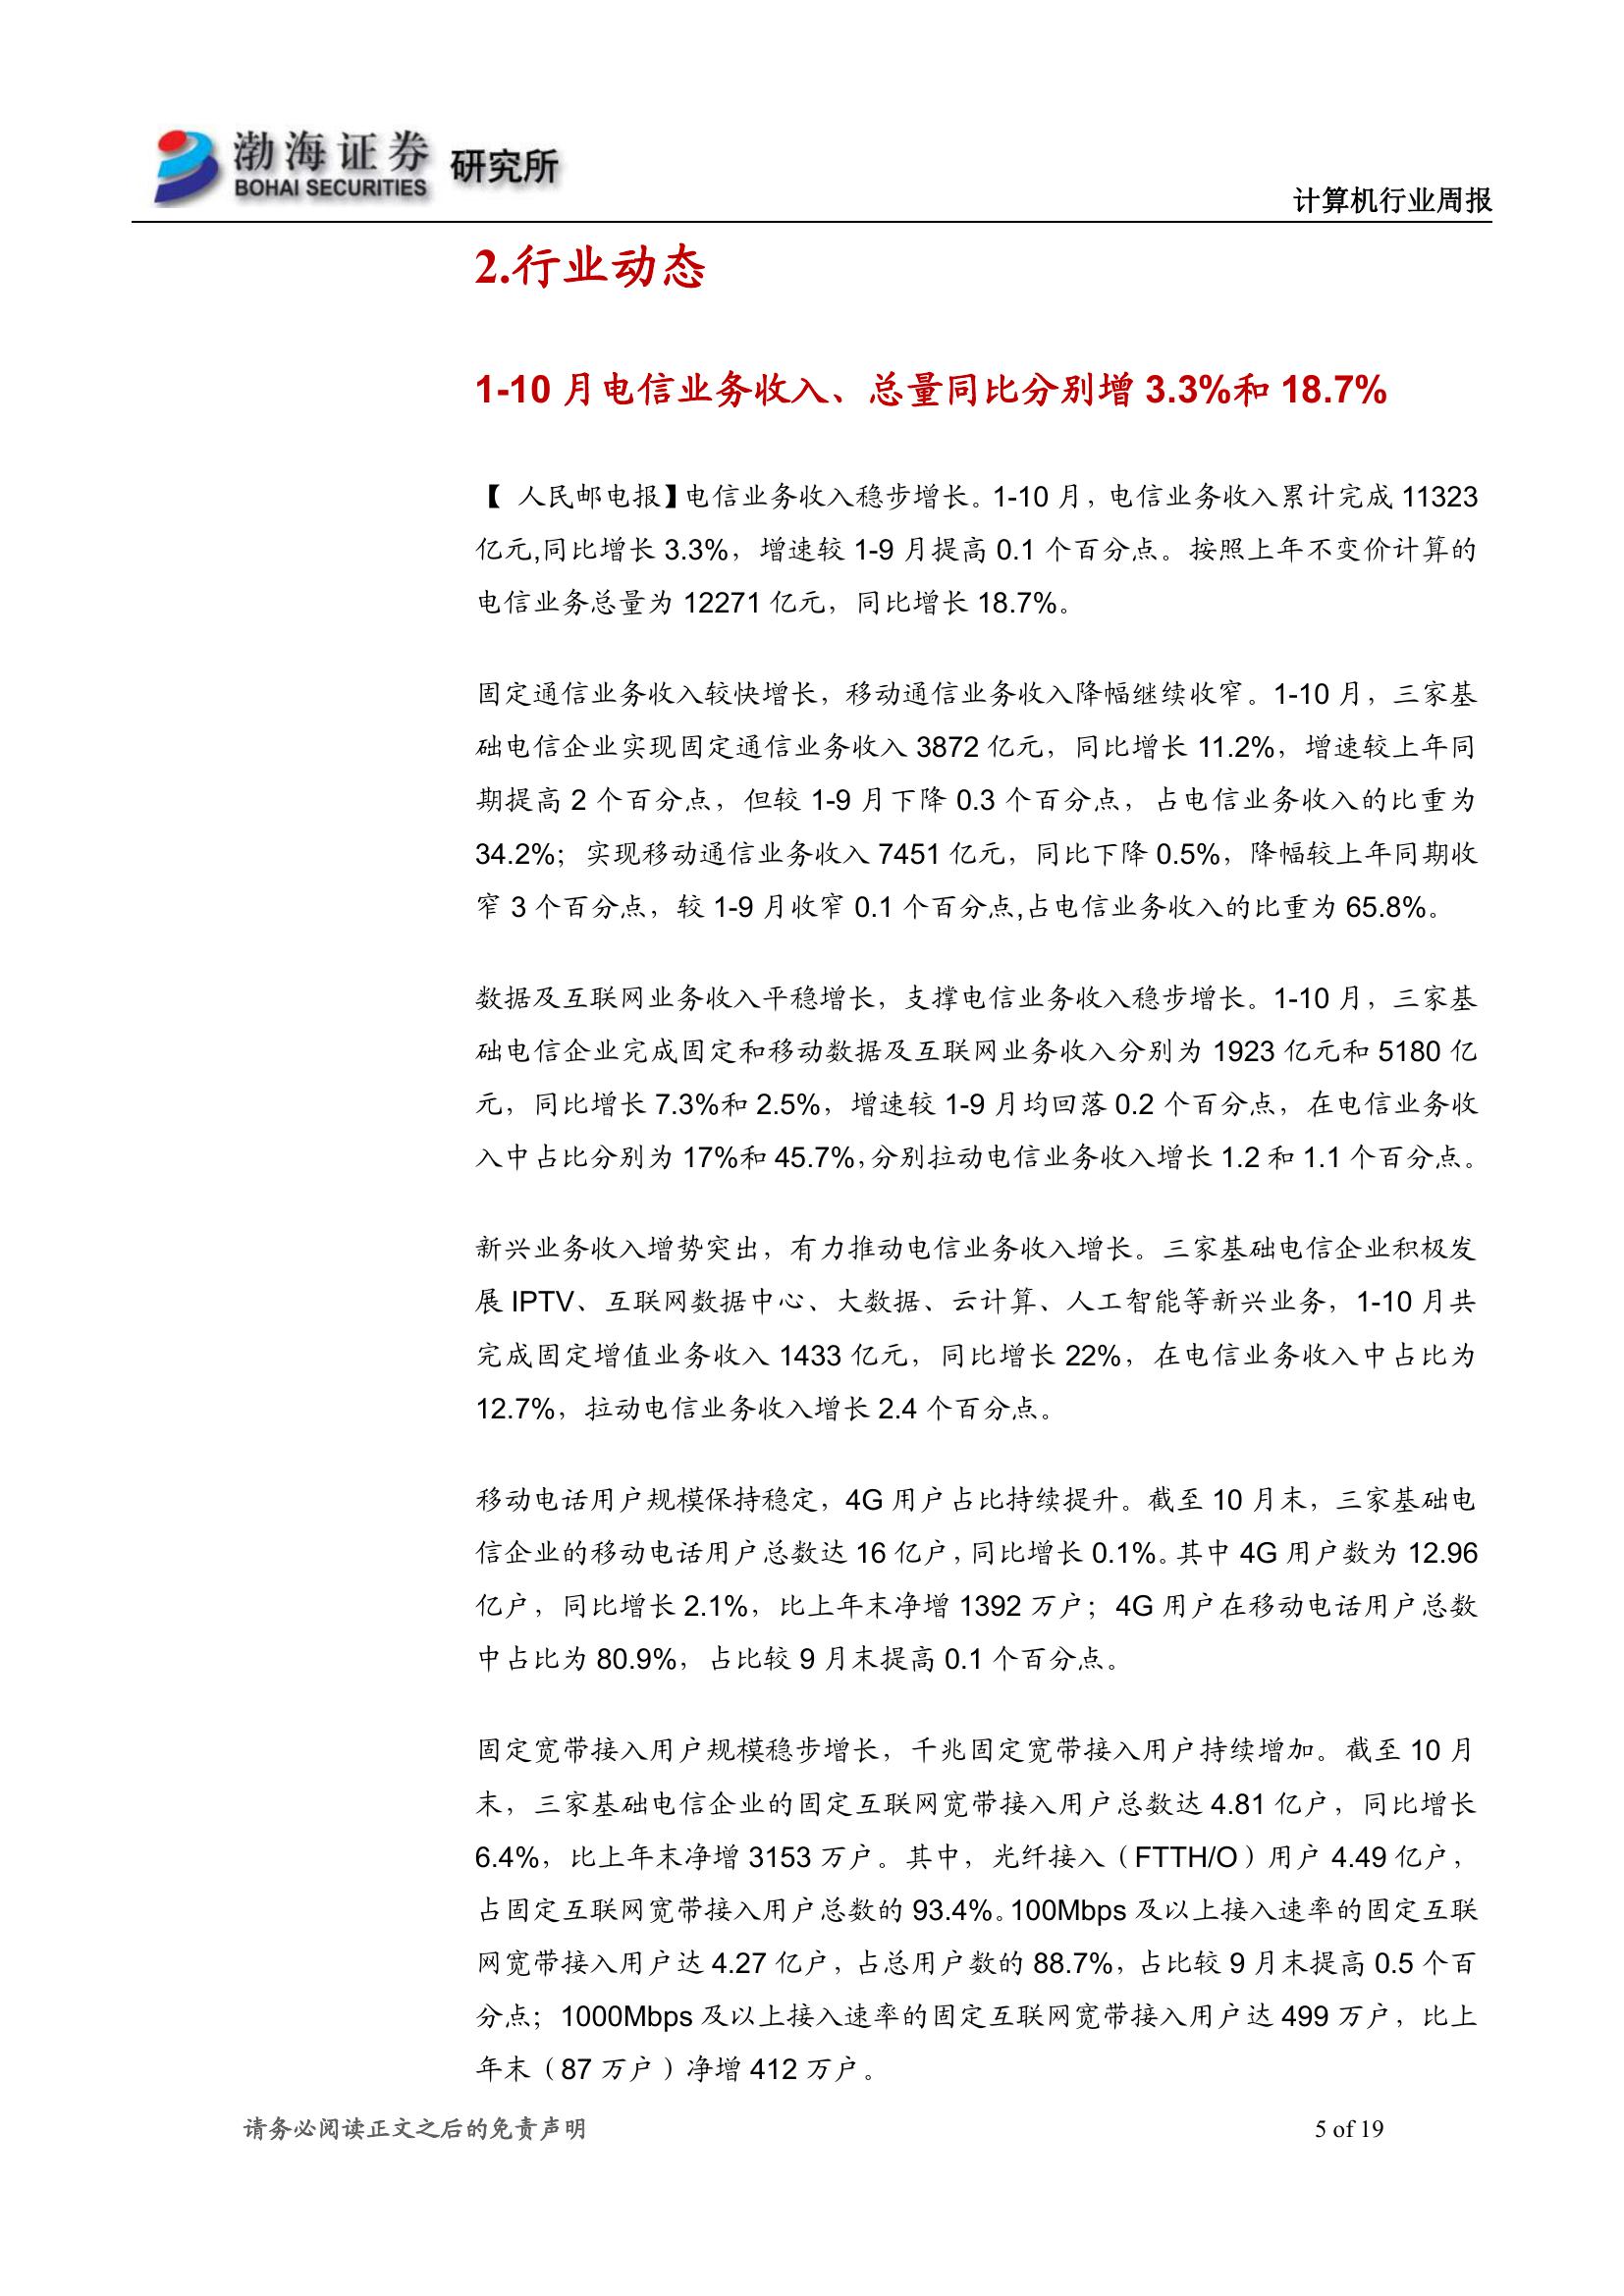 渤海证券 研究所
BOHAI SECURITIES
计算机行业周报
2.行业动态
1-10 月电信业务收入、总量同比分别增 3.3%和 18.7%
【 人民邮电报】电信业务收入稳步增长。1-10 月，电信业务收入累计完成 11323
亿元,同比增长 3.3%，增速较 1-9 月提高 0.1 个百分点。按照上年不变价计算的
电信业务总量为 12271 亿元，同比增长 18.7%。
固定通信业务收入较快增长，移动通信业务收入降幅继续收窄。1-10 月，三家基
础电信企业实现固定通信业务收入 3872 亿元，同比增长 11.2%，增速较上年同
期提高 2 个百分点，但较 1-9 月下降 0.3 个百分点，占电信业务收入的比重为
34.2%；实现移动通信业务收入 7451 亿元，同比下降 0.5%，降幅较上年同期收
窄 3 个百分点，较 1-9 月收窄 0.1 个百分点,占电信业务收入的比重为 65.8%。
数据及互联网业务收入平稳增长，支撑电信业务收入稳步增长。1-10 月，三家基
础电信企业完成固定和移动数据及互联网业务收入分别为 1923 亿元和 5180 亿
元，同比增长 7.3%和 2.5%，增速较 1-9 月均回落 0.2 个百分点，在电信业务收
入中占比分别为 17%和 45.7%，分别拉动电信业务收入增长 1.2 和 1.1 个百分点。
新兴业务收入增势突出，有力推动电信业务收入增长。三家基础电信企业积极发
展 IPTV、互联网数据中心、大数据、云计算、人工智能等新兴业务，1-10 月共
完成固定增值业务收入 1433 亿元，同比增长 22%，在电信业务收入中占比为
12.7%，拉动电信业务收入增长 2.4 个百分点。
移动电话用户规模保持稳定，4G 用户占比持续提升。截至 10 月末，三家基础电
信企业的移动电话用户总数达 16 亿户，同比增长 0.1%。其中 4G 用户数为 12.96
亿户，同比增长 2.1%，比上年末净增 1392 万户；4G 用户在移动电话用户总数
中占比为 80.9%，占比较 9 月末提高 0.1 个百分点。
固定宽带接入用户规模稳步增长，千兆固定宽带接入用户持续增加。截至 10 月
末，三家基础电信企业的固定互联网宽带接入用户总数达 4.81 亿户，同比增长
6.4%，比上年末净增 3153 万户。其中，光纤接入（FTTH/O）用户 4.49 亿户，
占固定互联网宽带接入用户总数的 93.4%。100Mbps 及以上接入速率的固定互联
网宽带接入用户达 4.27 亿户，占总用户数的 88.7%，占比较 9 月末提高 0.5 个百
分点；1000Mbps 及以上接入速率的固定互联网宽带接入用户达 499 万户，比上
年末（87 万户）净增 412 万户。
请务必阅读正文之后的免责声明
5 of 19